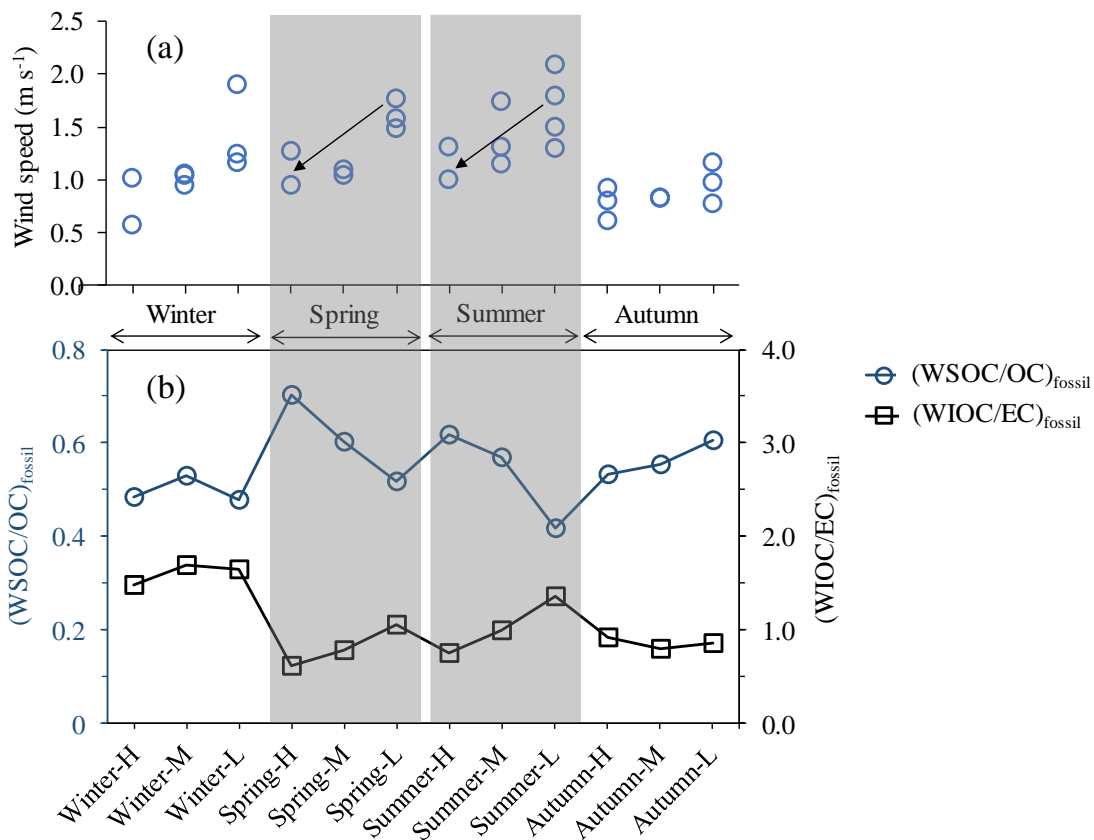 (a)
Wind speed (m s-1)
2.5
2.0
1.5
1.0
0.5
0.0
Winter
Spring
Summer
Autumn
(b)
(WSOC/OC)fossil
0.8
0.6
0.4
0.2
0
4.0
3.0
2.0
1.0
0.0
(WIOC/EC)fossil
(WSOC/OC)fossil
(WIOC/EC)fossil
Winter-H
Winter-M
Winter-L
Spring-H
Spring-M
Spring-L
Summer-H
Summer-M
Summer-L
Autumn-H
Autumn-M
Autumn-L